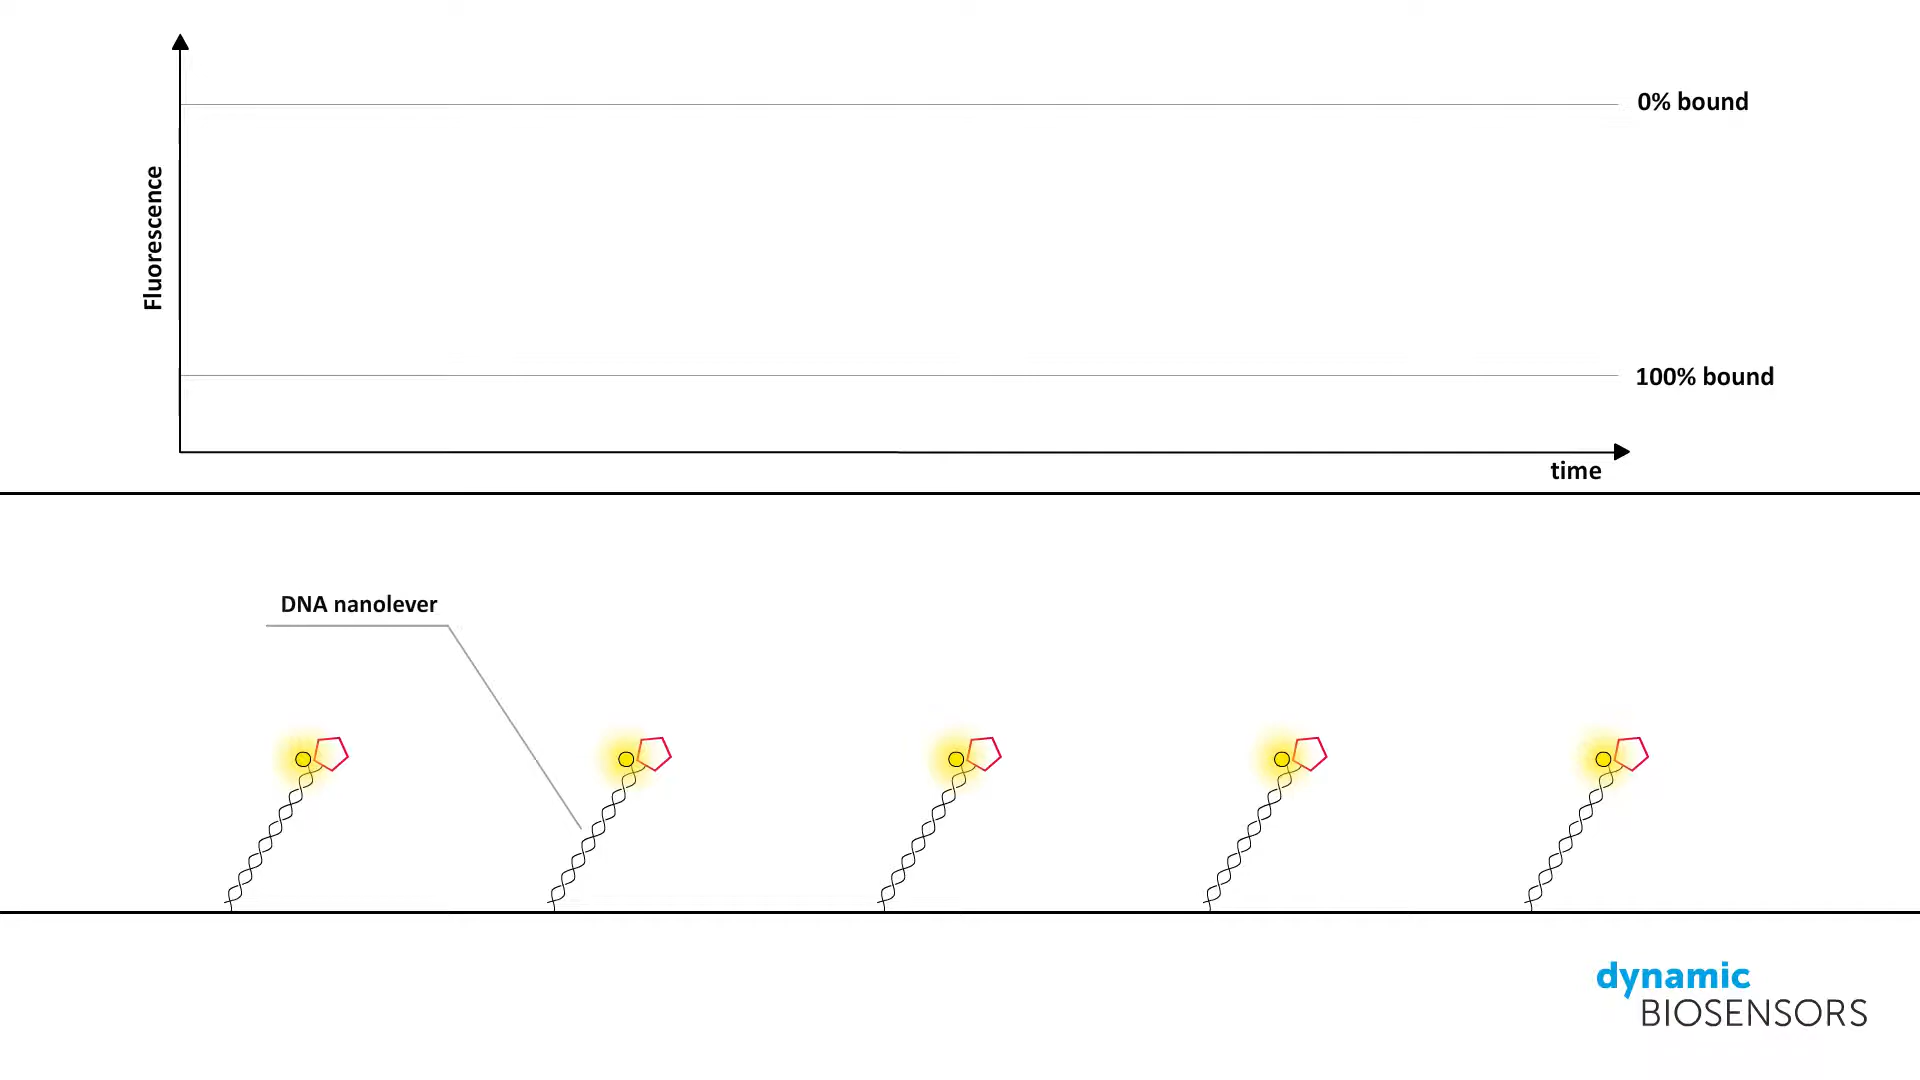 0% bound
Fluorescence
100% bound
time
DNA nanolever
dynamic
BIOSENSORS